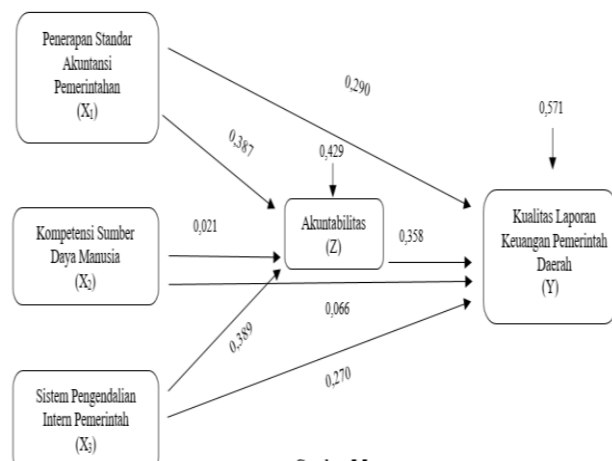 Penerapan Standar
Akuntansi
Pemerintahan
(X₁)
0,290
0,571
0,387
0,429
Kompetensi Sumber
Daya Manusia
(X₂)
0,021
Akuntabilitas
(Z)
0,358
Kualitas Laporan
Keuangan Pemerintah
Daerah
(Y)
0,066
0,389
0,270
Sistem Pengendalian
Intern Pemerintah
(X₃)